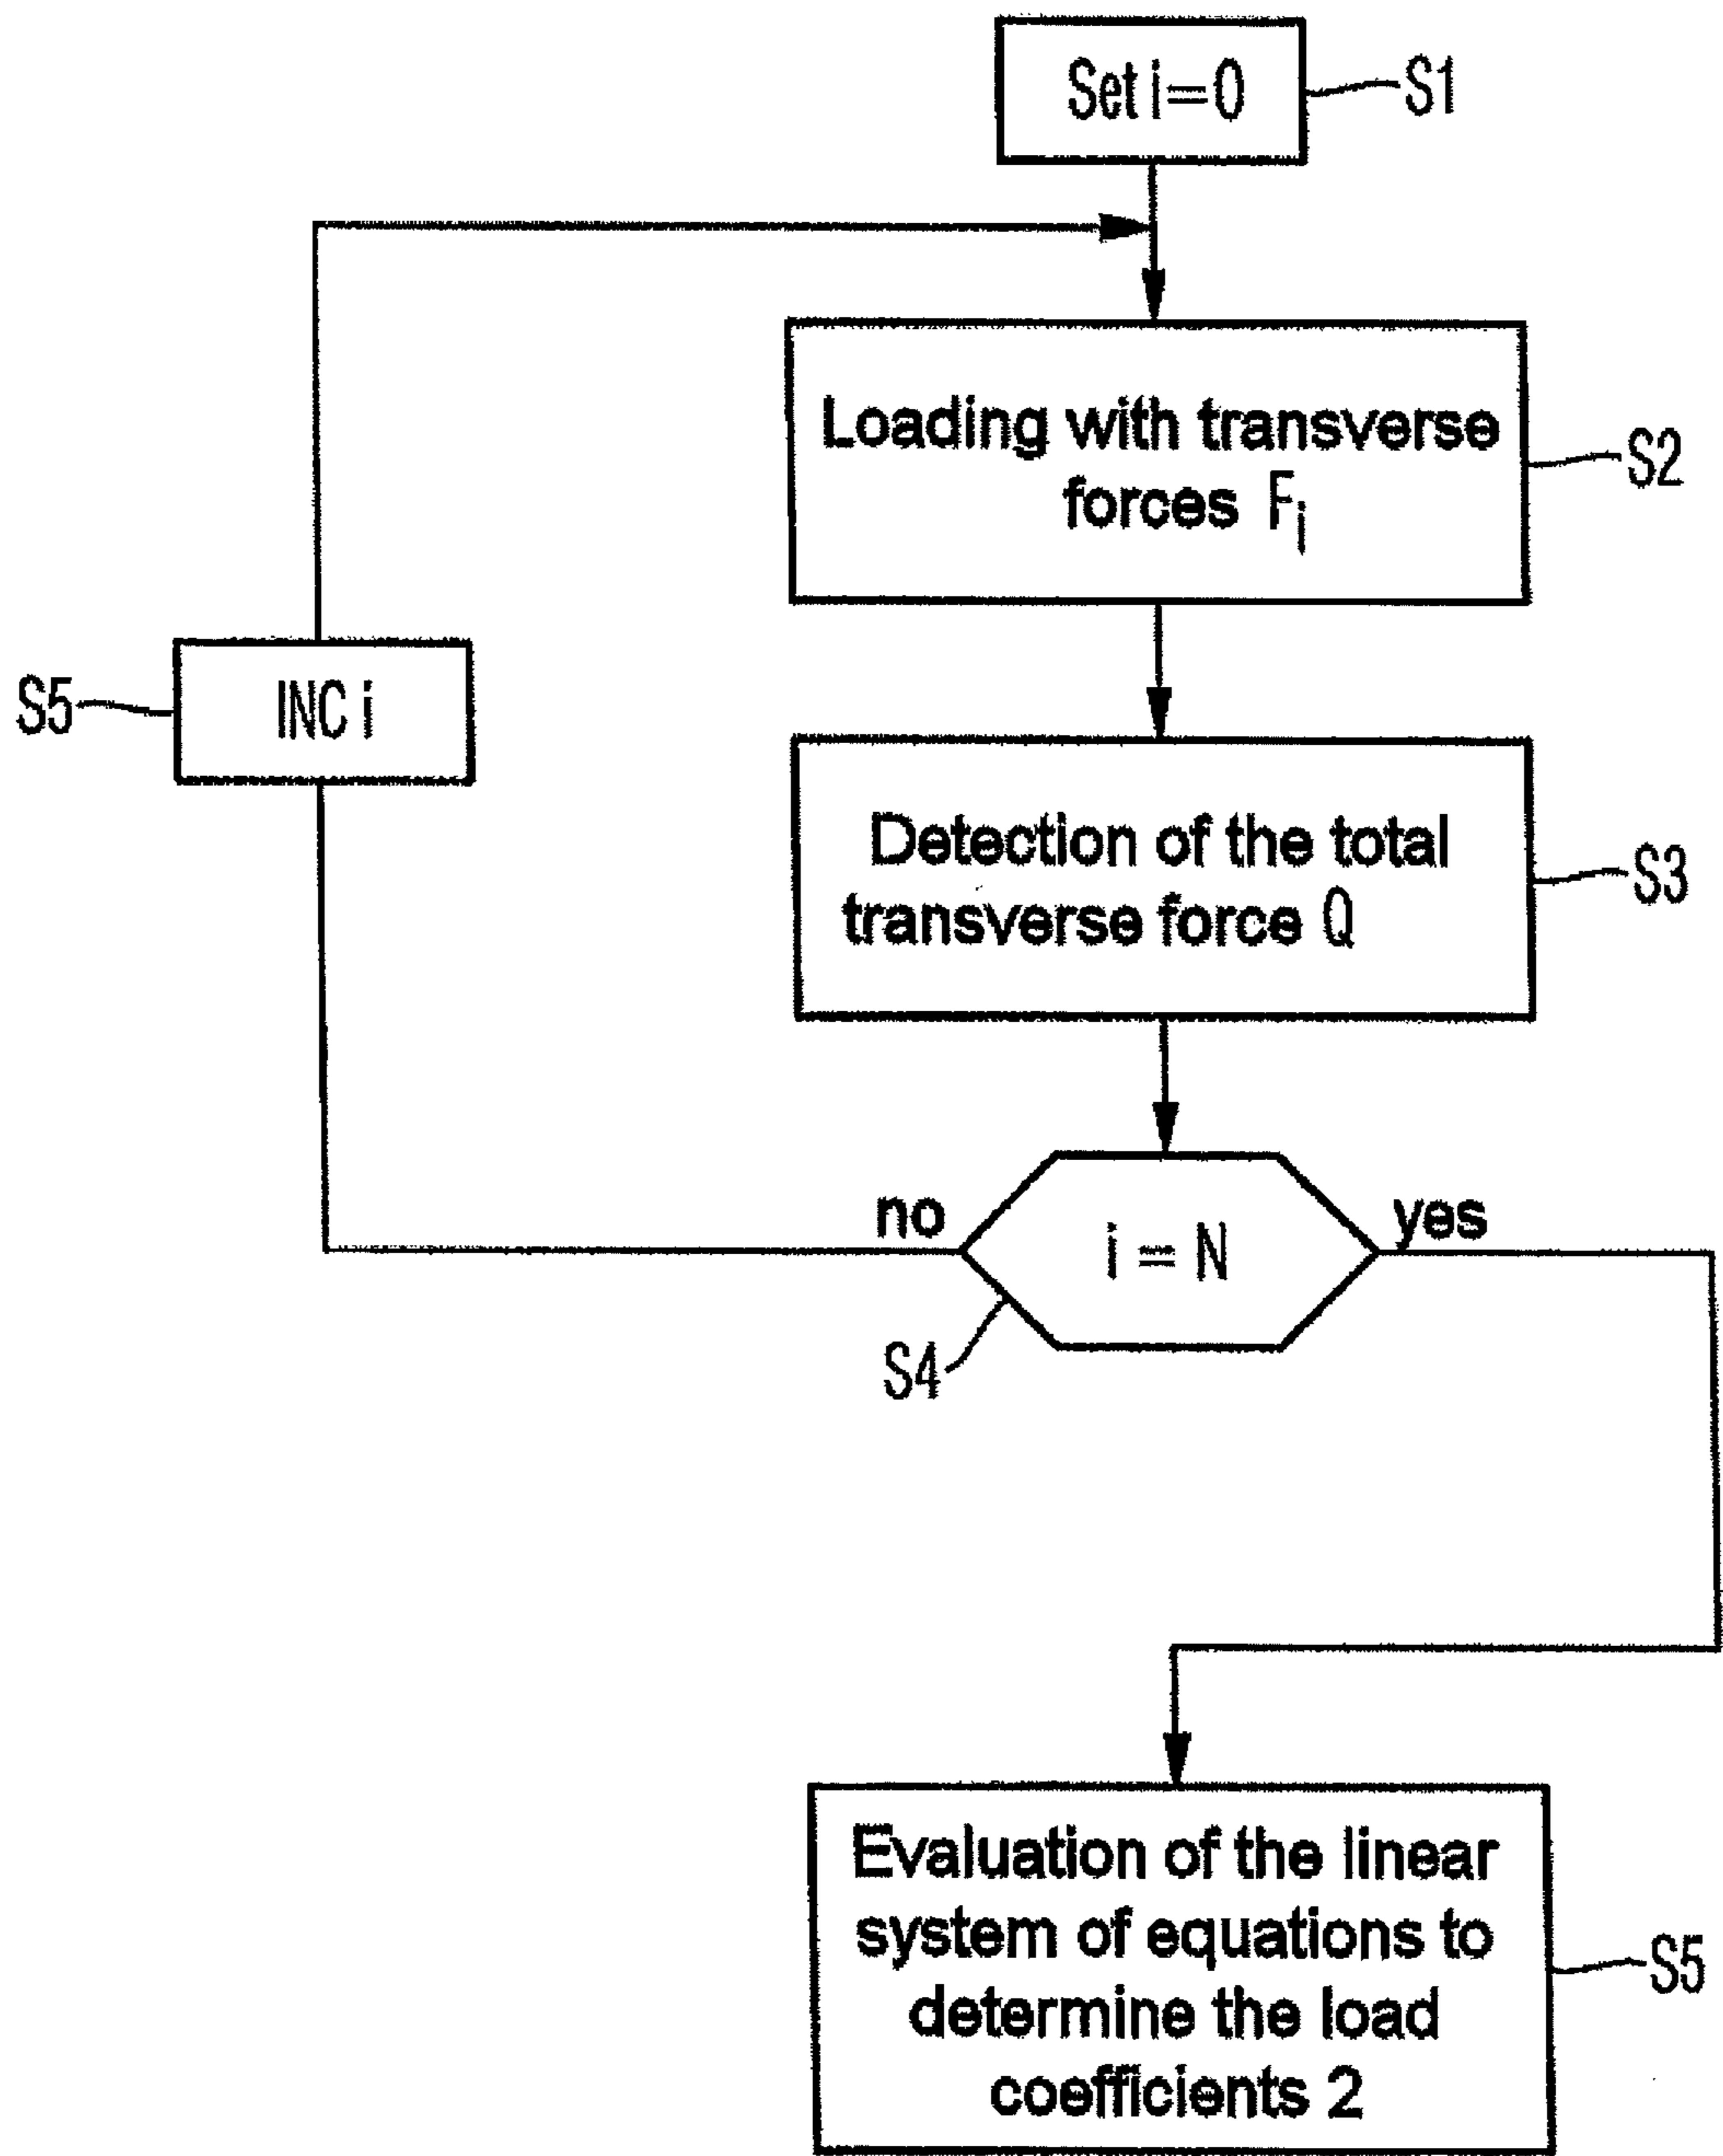 Set i=0
S1
Loading with transverse
forces Fi
S2
INC i
S5
Detection of the total
transverse force Q
S3
no
i = N
yes
S4
Evaluation of the linear
system of equations to
determine the load
coefficients 2
S5